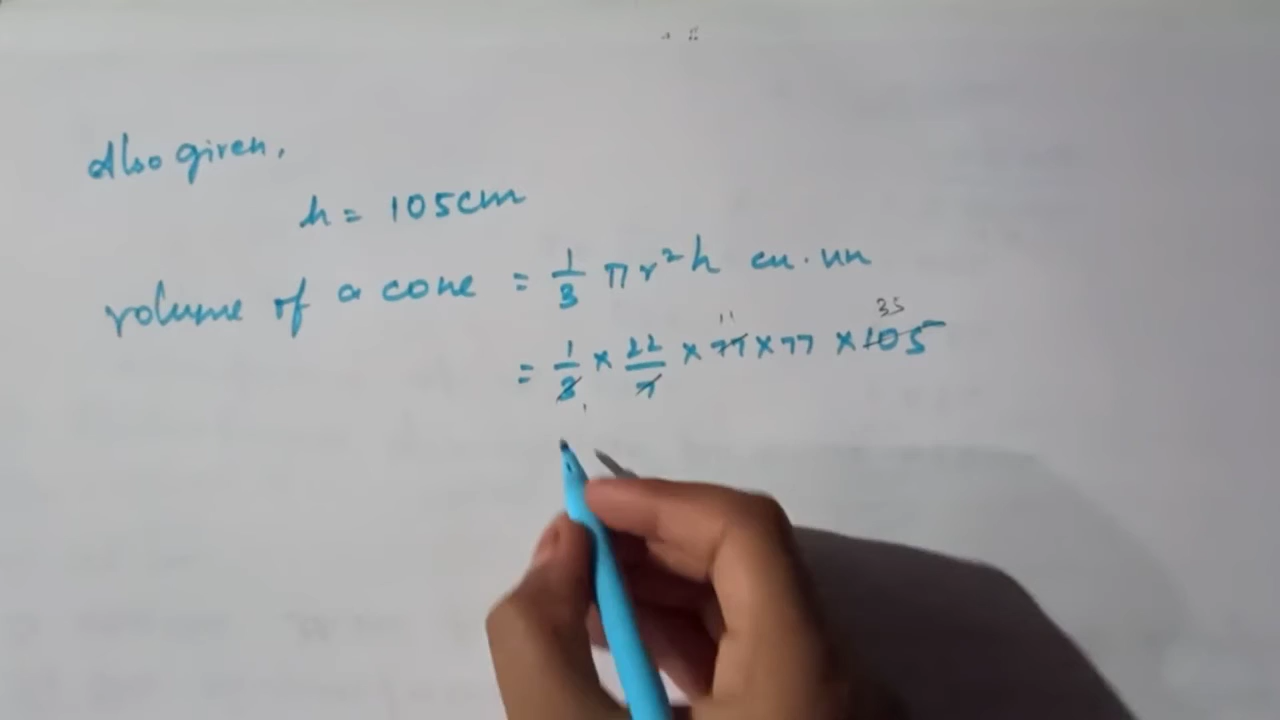 Also given,
h = 105cm
volume of a cone = 1/3 πr²h cu. un
11 35
= 1/3 × 22/7 × 77 × 77 × 105
1